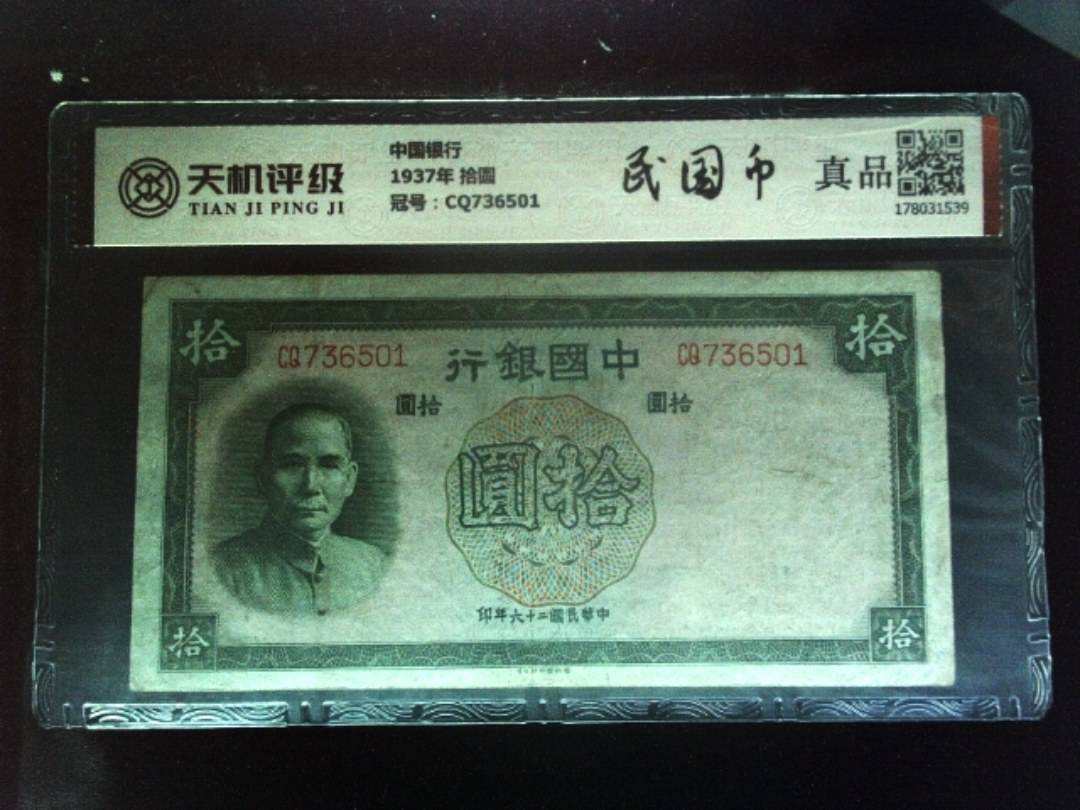 天机评级
TIAN JI PING JI
中国银行
1937年 拾圆
冠号：CQ736501
民国币
真品
178031539
拾
拾
CQ736501
行銀國中
CQ736501
圓拾
圓拾
圓拾
印年六十二國民華中
拾
拾